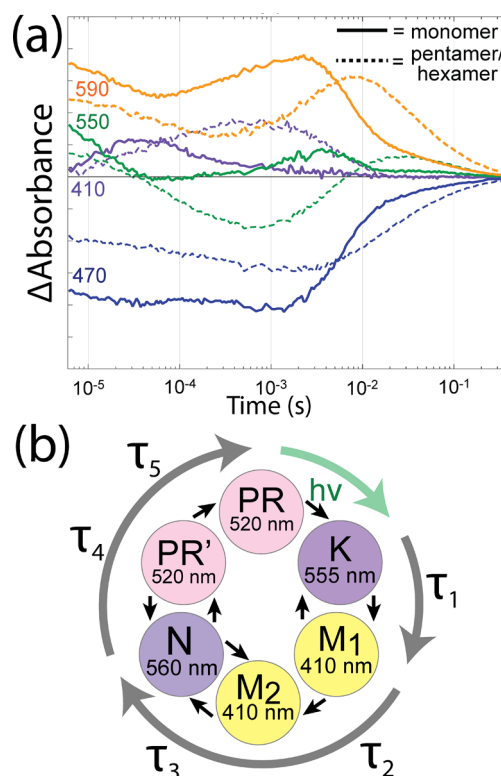 (a)
= monomer
= pentamer/
hexamer
590
550
410
470
ΔAbsorbance
10⁻⁵ 10⁻⁴ 10⁻³ 10⁻² 10⁻¹
Time (s)
(b)
τ₅
hν
PR
520 nm
K
555 nm
τ₁
τ₄
PR'
520 nm
N
560 nm
M₁
410 nm
M₂
410 nm
τ₃
τ₂